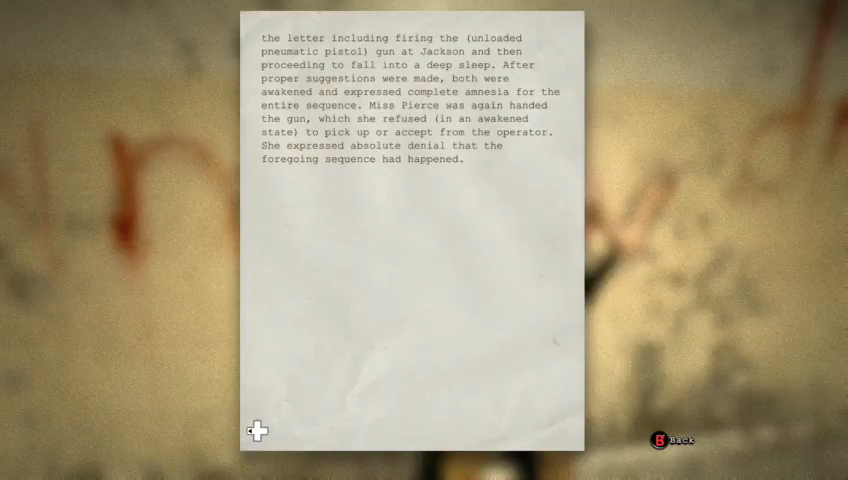 the letter including firing the (unloaded
pneumatic pistol) gun at Jackson and then
proceeding to fall into a deep sleep. After
proper suggestions were made, both were
awakened and expressed complete amnesia for the
entire sequence. Miss Pierce was again handed
the gun, which she refused (in an awakened
state) to pick up or accept from the operator.
She expressed absolute denial that the
foregoing sequence had happened.
B Back